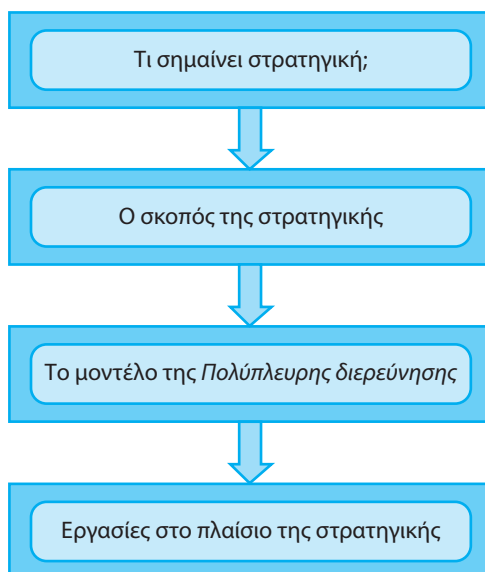 Τι σημαίνει στρατηγική;
Ο σκοπός της στρατηγικής
Το μοντέλο της Πολύπλευρης διερεύνησης
Εργασίες στο πλαίσιο της στρατηγικής